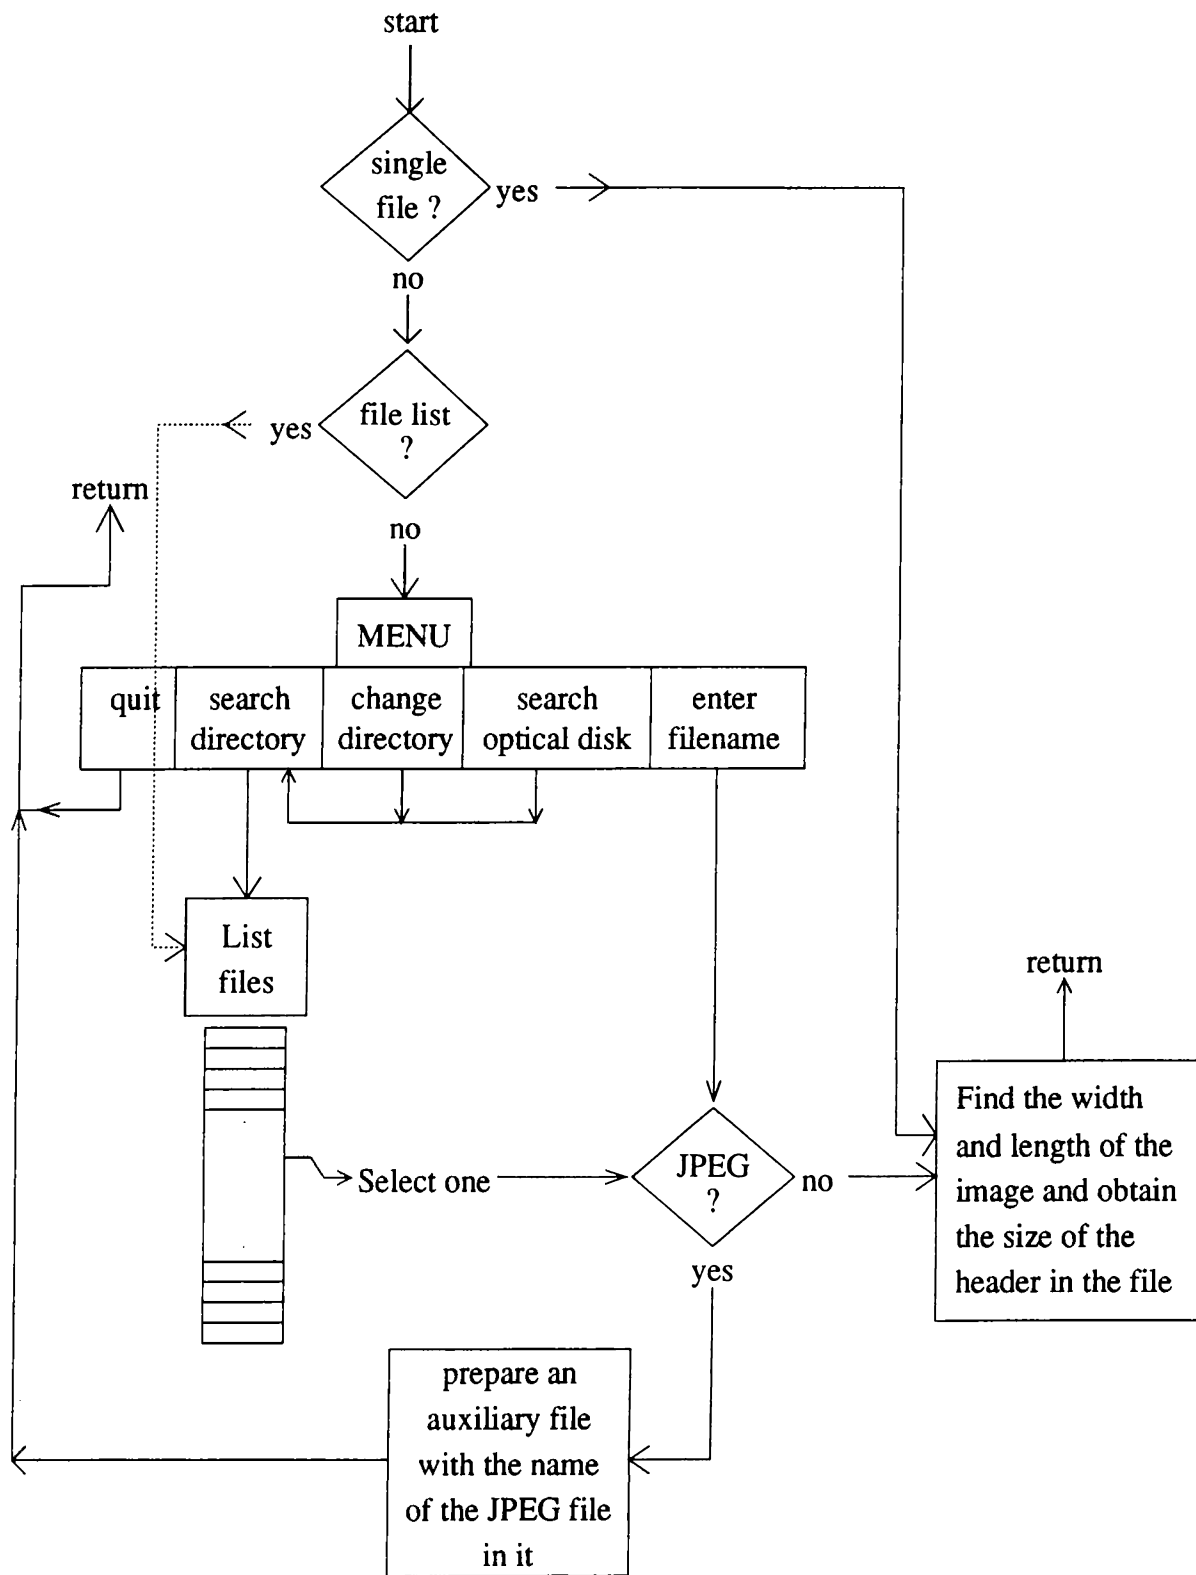 start
single
file ?
yes
no
file list
?
yes
return
no
MENU
quit
search
directory
change
directory
search
optical disk
enter
filename
List
files
return
Select one
JPEG
?
no
Find the width
and length of the
image and obtain
the size of the
header in the file
yes
prepare an
auxiliary file
with the name
of the JPEG file
in it